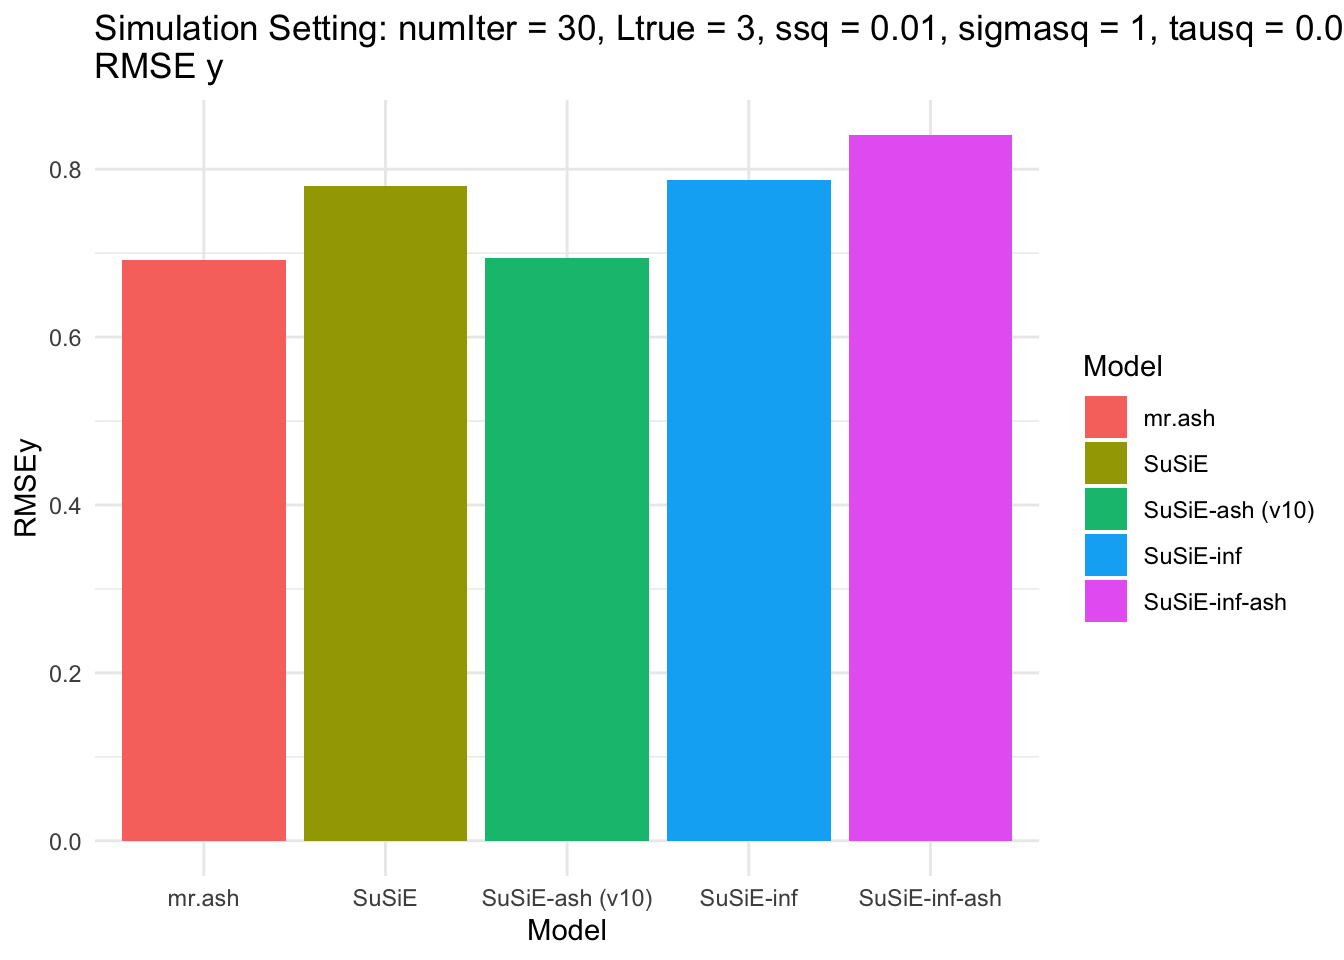 Simulation Setting: numIter = 30, Ltrue = 3, ssq = 0.01, sigmasq = 1, tausq = 0.0
RMSE y
0.8
0.6
0.4
0.2
0.0
RMSEy
mr.ash
SuSiE
SuSiE-ash (v10)
SuSiE-inf
SuSiE-inf-ash
Model
Model
mr.ash
SuSiE
SuSiE-ash (v10)
SuSiE-inf
SuSiE-inf-ash